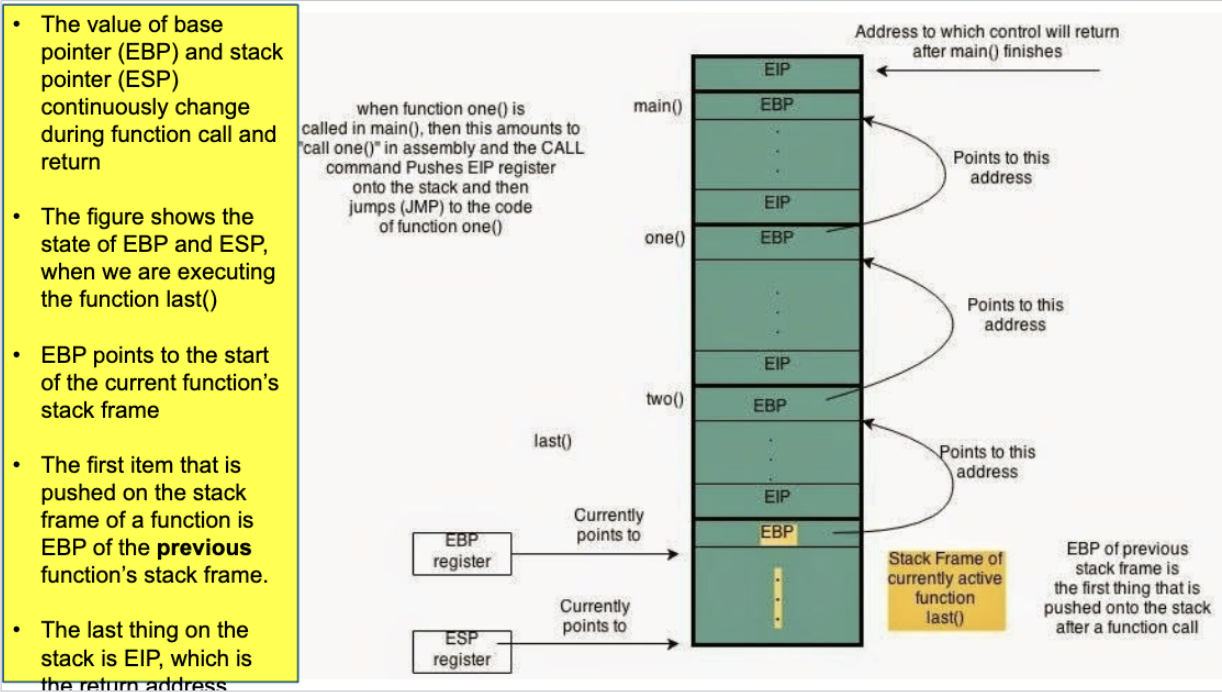 • The value of base
pointer (EBP) and stack
pointer (ESP)
continuously change
during function call and
return
• The figure shows the
state of EBP and ESP,
when we are executing
the function last()
• EBP points to the start
of the current function's
stack frame
• The first item that is
pushed on the stack
frame of a function is
EBP of the previous
function's stack frame.
• The last thing on the
stack is EIP, which is
the return address
when function one() is
called in main(), then this amounts to
"call one()" in assembly and the CALL
command Pushes EIP register
onto the stack and then
jumps (JMP) to the code
of function one()
Address to which control will return
after main() finishes
EIP
main()
EBP
.
.
.
Points to this
address
EIP
one()
EBP
.
.
.
Points to this
address
EIP
two()
EBP
.
.
.
Points to this
address
last()
EIP
EBP
EBP
register
Currently
points to
.
.
.
Stack Frame of
currently active
function
last()
EBP of previous
stack frame is
the first thing that is
pushed onto the stack
after a function call
ESP
register
Currently
points to